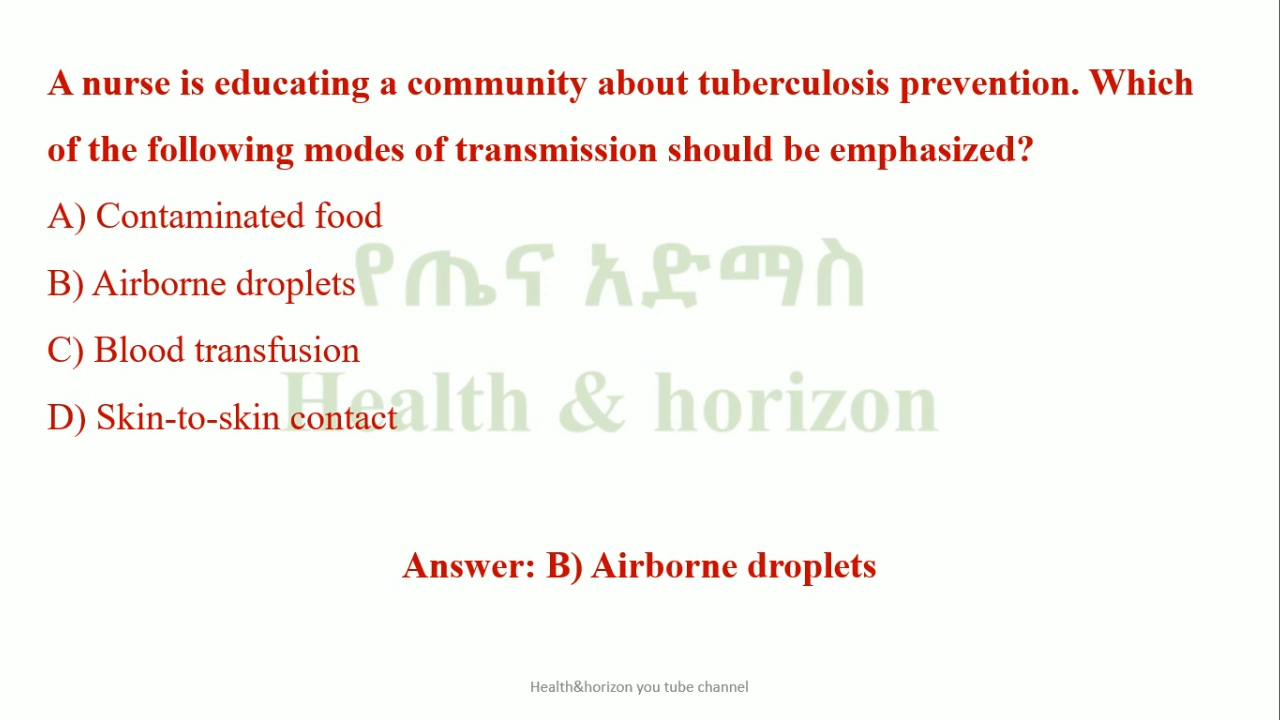 A nurse is educating a community about tuberculosis prevention. Which
of the following modes of transmission should be emphasized?
A) Contaminated food
B) Airborne droplets
C) Blood transfusion
D) Skin-to-skin contact
የጤና አድማስ
Health & horizon
Answer: B) Airborne droplets
Health&horizon you tube channel